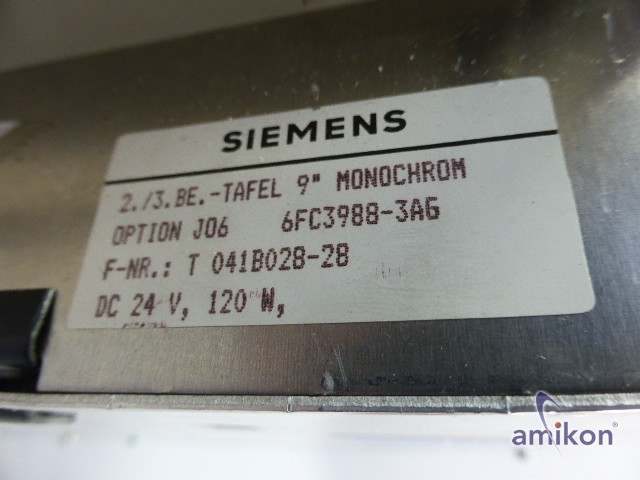 SIEMENS
2./3.BE.-TAFEL 9" MONOCHROM
OPTION J06 6FC3988-3AG
F-NR.: T 041B028-28
DC 24 V, 120 W,
amikon®